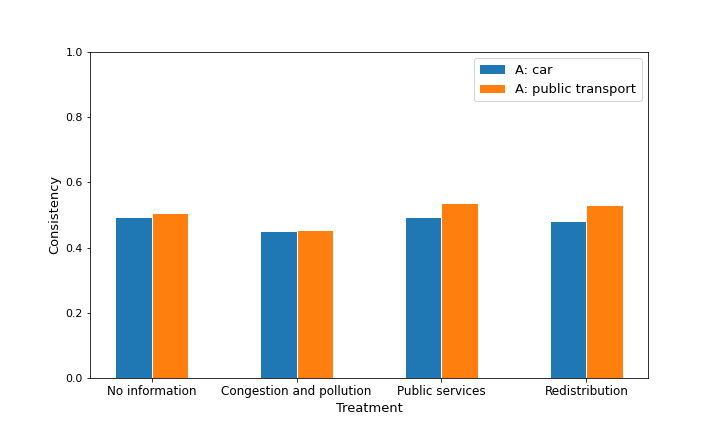 1.0
0.8
0.6
0.4
0.2
0.0
Consistency
A: car
A: public transport
No information
Congestion and pollution
Public services
Redistribution
Treatment